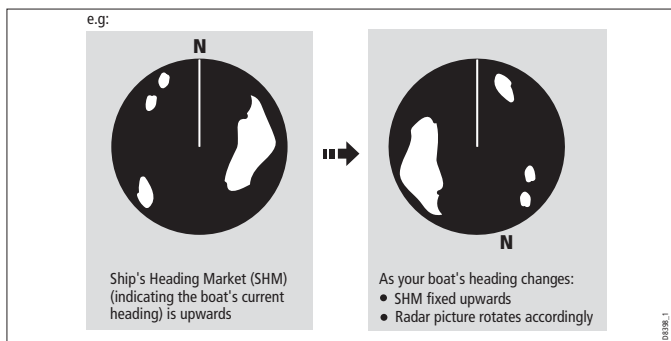 e.g:
N
Ship's Heading Market (SHM)
(indicating the boat's current
heading) is upwards
N
As your boat's heading changes:
• SHM fixed upwards
• Radar picture rotates accordingly
D8398_1